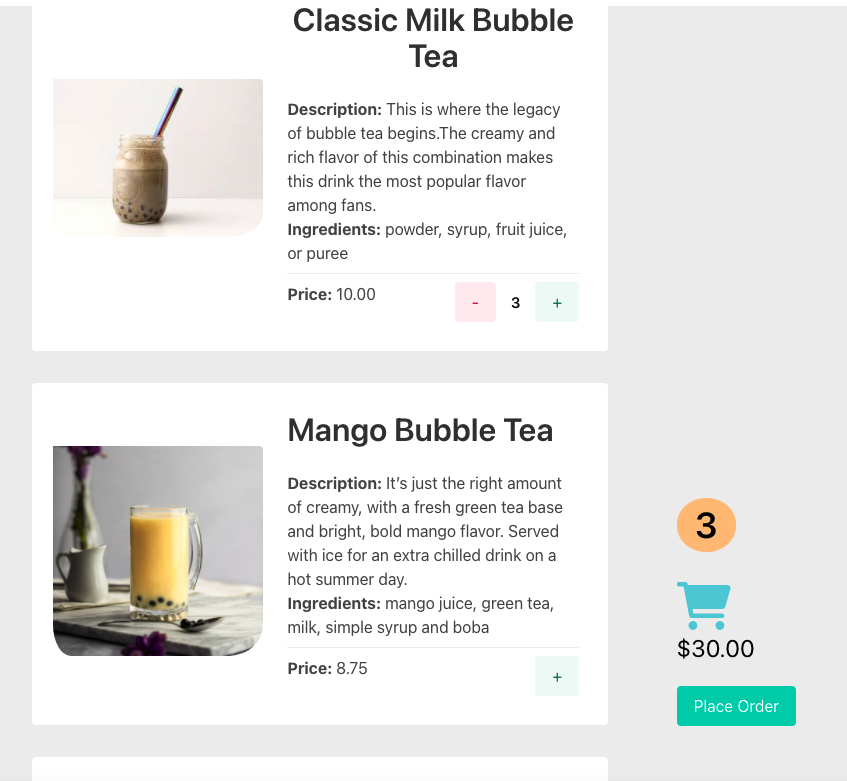 Classic Milk Bubble
Tea
Description: This is where the legacy
of bubble tea begins.The creamy and
rich flavor of this combination makes
this drink the most popular flavor
among fans.
Ingredients: powder, syrup, fruit juice,
or puree
Price: 10.00
- 3 +
Mango Bubble Tea
Description: It’s just the right amount
of creamy, with a fresh green tea base
and bright, bold mango flavor. Served
with ice for an extra chilled drink on a
hot summer day.
Ingredients: mango juice, green tea,
milk, simple syrup and boba
Price: 8.75
+
3
$30.00
Place Order